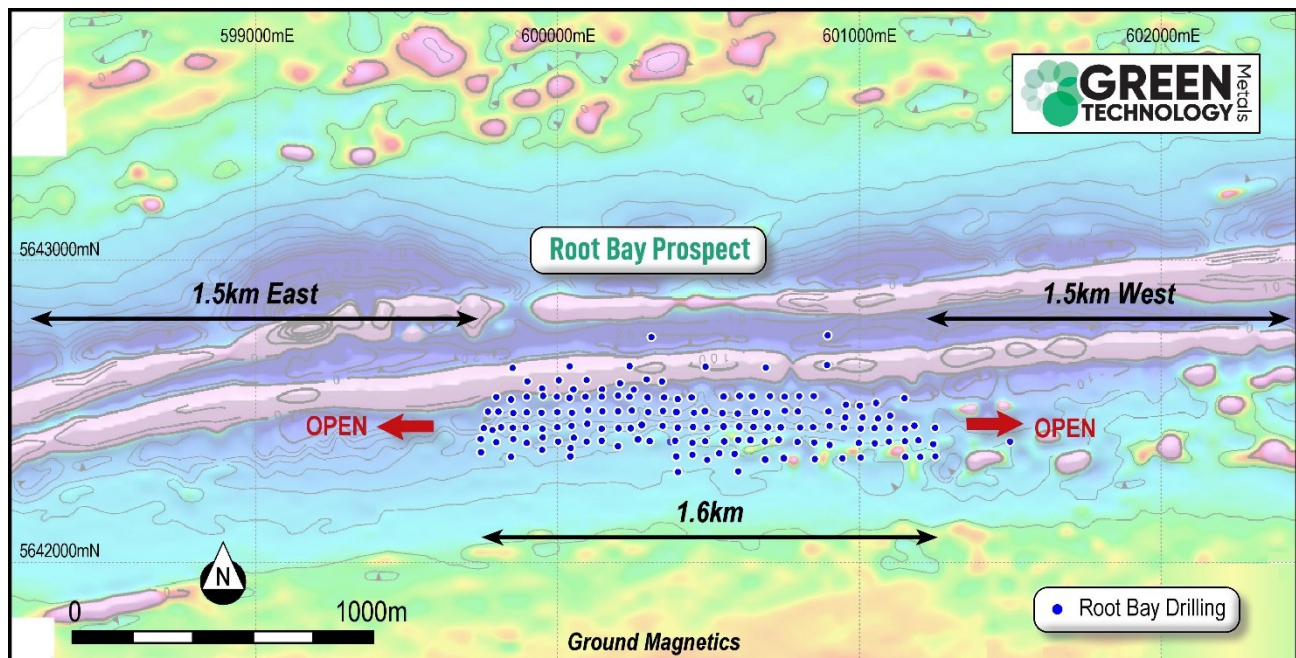 599000mE
600000mE
601000mE
602000mE
GREEN
TECHNOLOGY
Metals
5643000mN
Root Bay Prospect
1.5km East
1.5km West
OPEN
OPEN
1.6km
5642000mN
N
0
1000m
Root Bay Drilling
Ground Magnetics